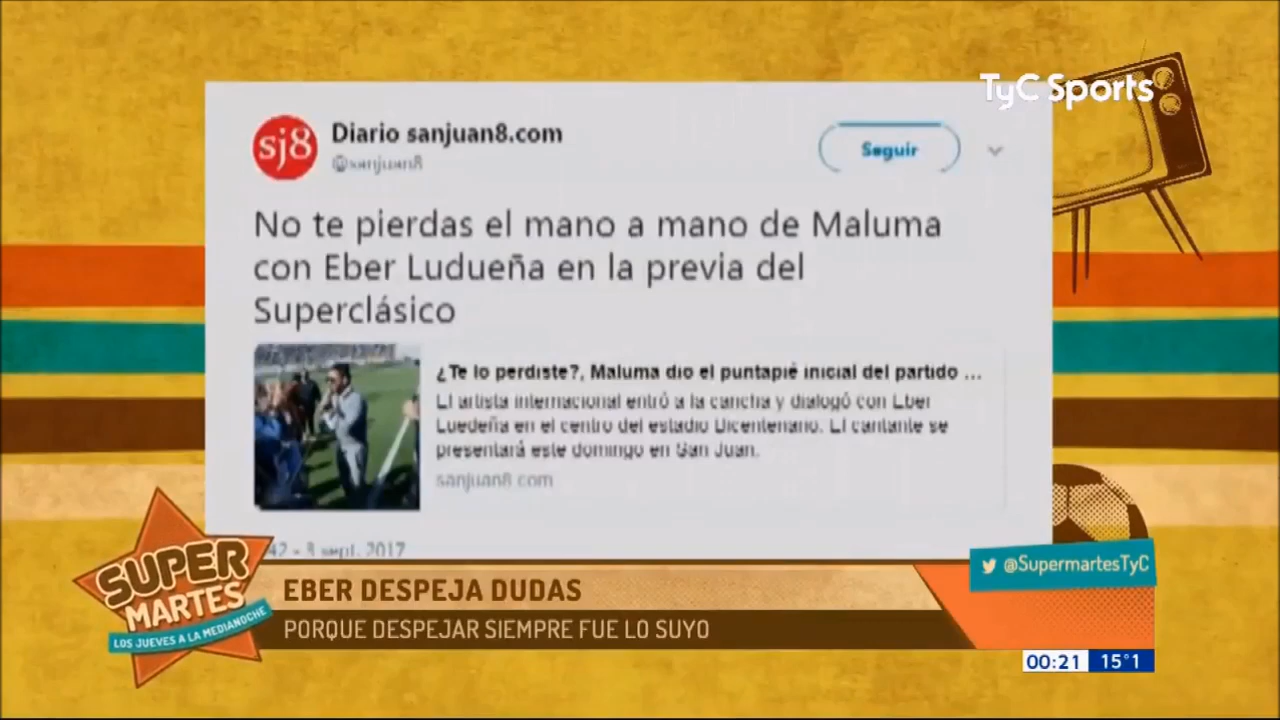 TyC Sports
sj8
Diario sanjuan8.com
@sanjuan8
Seguir
No te pierdas el mano a mano de Maluma
con Eber Ludueña en la previa del
Superclásico
¿Te lo perdiste?, Maluma dio el puntapié inicial del partido ...
El artista internacional entró a la cancha y dialogó con Eber
Luedeña en el centro del estadio Bicentenario. El cantante se
presentará este domingo en San Juan.
sanjuan8.com
42 - 3 sept. 2017
SUPER
MARTES
LOS JUEVES A LA MEDIANOCHE
EBER DESPEJA DUDAS
PORQUE DESPEJAR SIEMPRE FUE LO SUYO
@SupermartesTyC
00:21 15°1